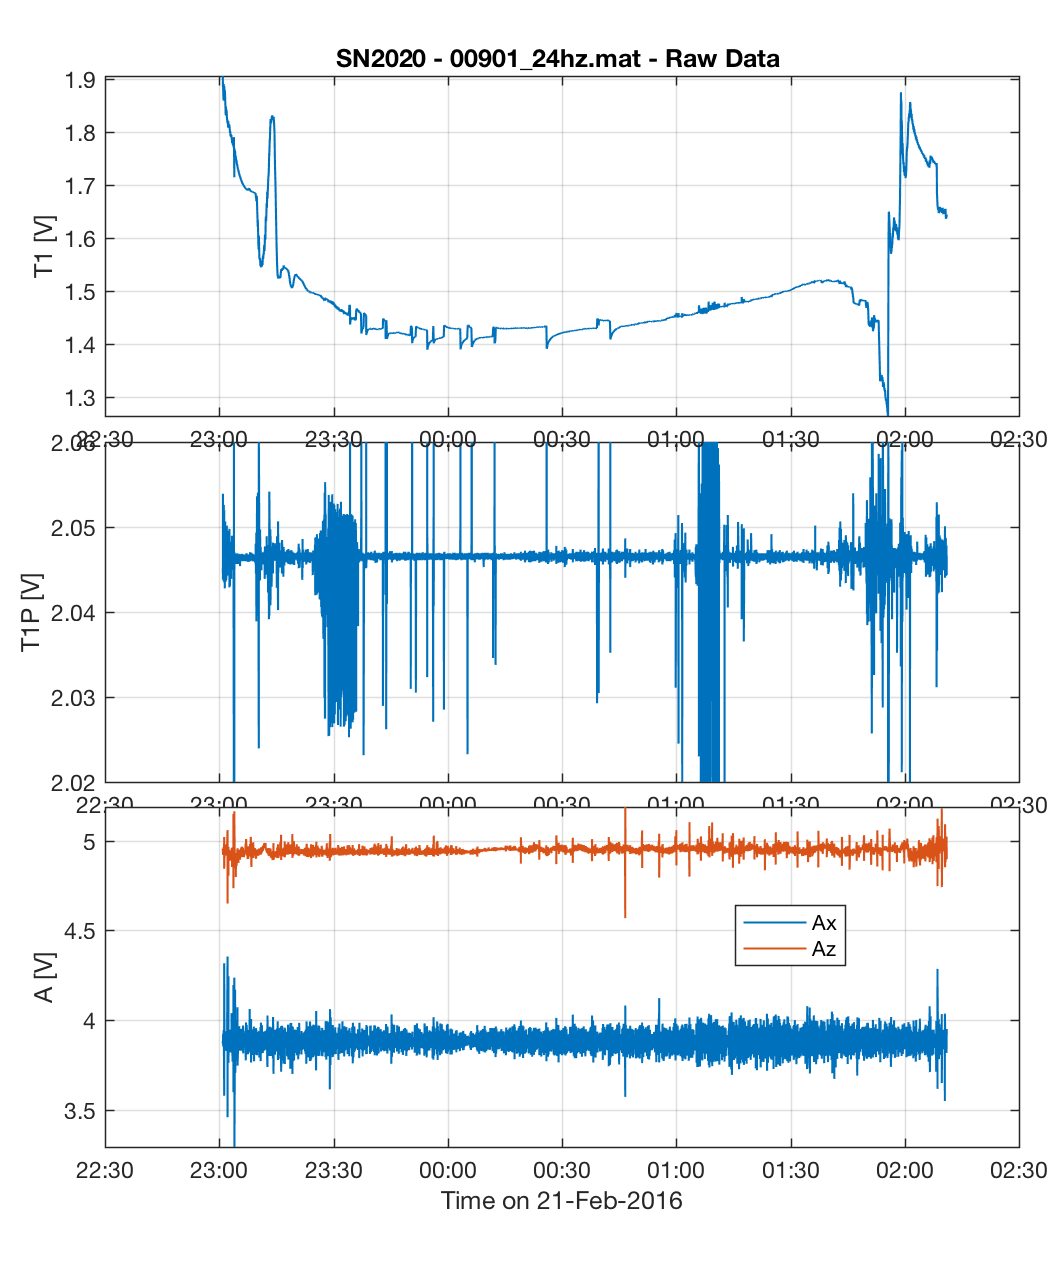 SN2020 - 00901_24hz.mat - Raw Data
T1 [V]
1.9
1.8
1.7
1.6
1.5
1.4
1.3
22:30 23:00 23:30 00:00 00:30 01:00 01:30 02:00 02:30
T1P [V]
2.06
2.05
2.04
2.03
2.02
22:30 23:00 23:30 00:00 00:30 01:00 01:30 02:00 02:30
A [V]
5
4.5
4
3.5
Ax
Az
22:30 23:00 23:30 00:00 00:30 01:00 01:30 02:00 02:30
Time on 21-Feb-2016